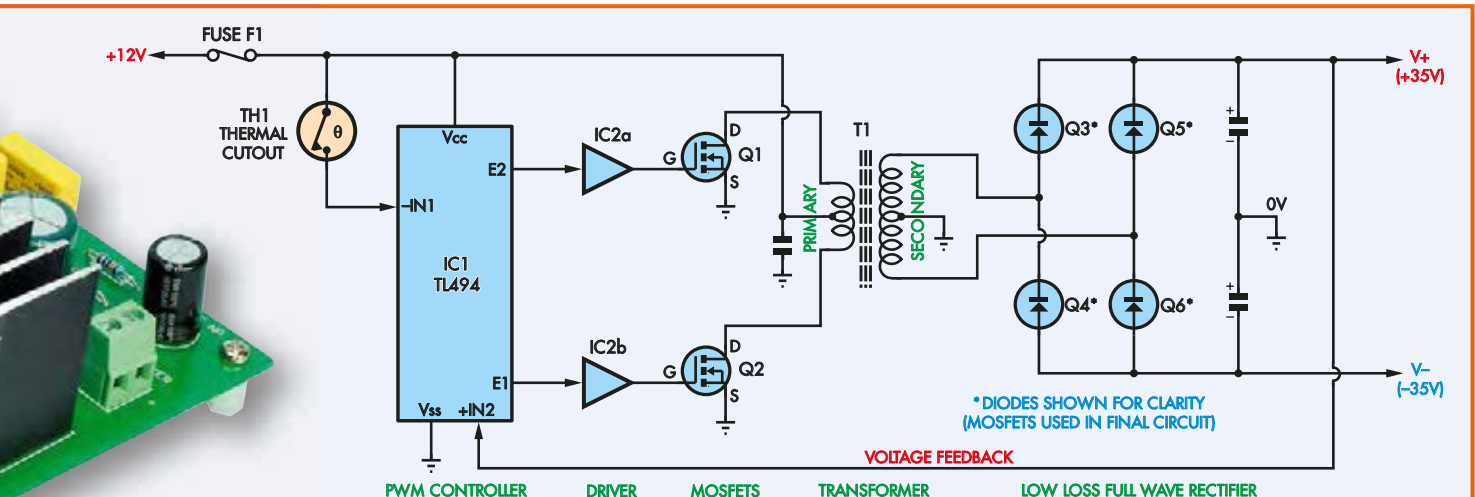 FUSE F1
+12V
V+
(+35V)
TH1
THERMAL
CUTOUT
θ
Vcc
IC2a
D
G
Q1
S
T1
Q3*
Q5*
+
–
E2
–IN1
PRIMARY
SECONDARY
0V
IC1
TL494
Q4*
Q6*
+
–
IC2b
D
G
Q2
S
E1
V–
(–35V)
Vss
+IN2
* DIODES SHOWN FOR CLARITY
(MOSFETS USED IN FINAL CIRCUIT)
VOLTAGE FEEDBACK
PWM CONTROLLER
DRIVER
MOSFETS
TRANSFORMER
LOW LOSS FULL WAVE RECTIFIER